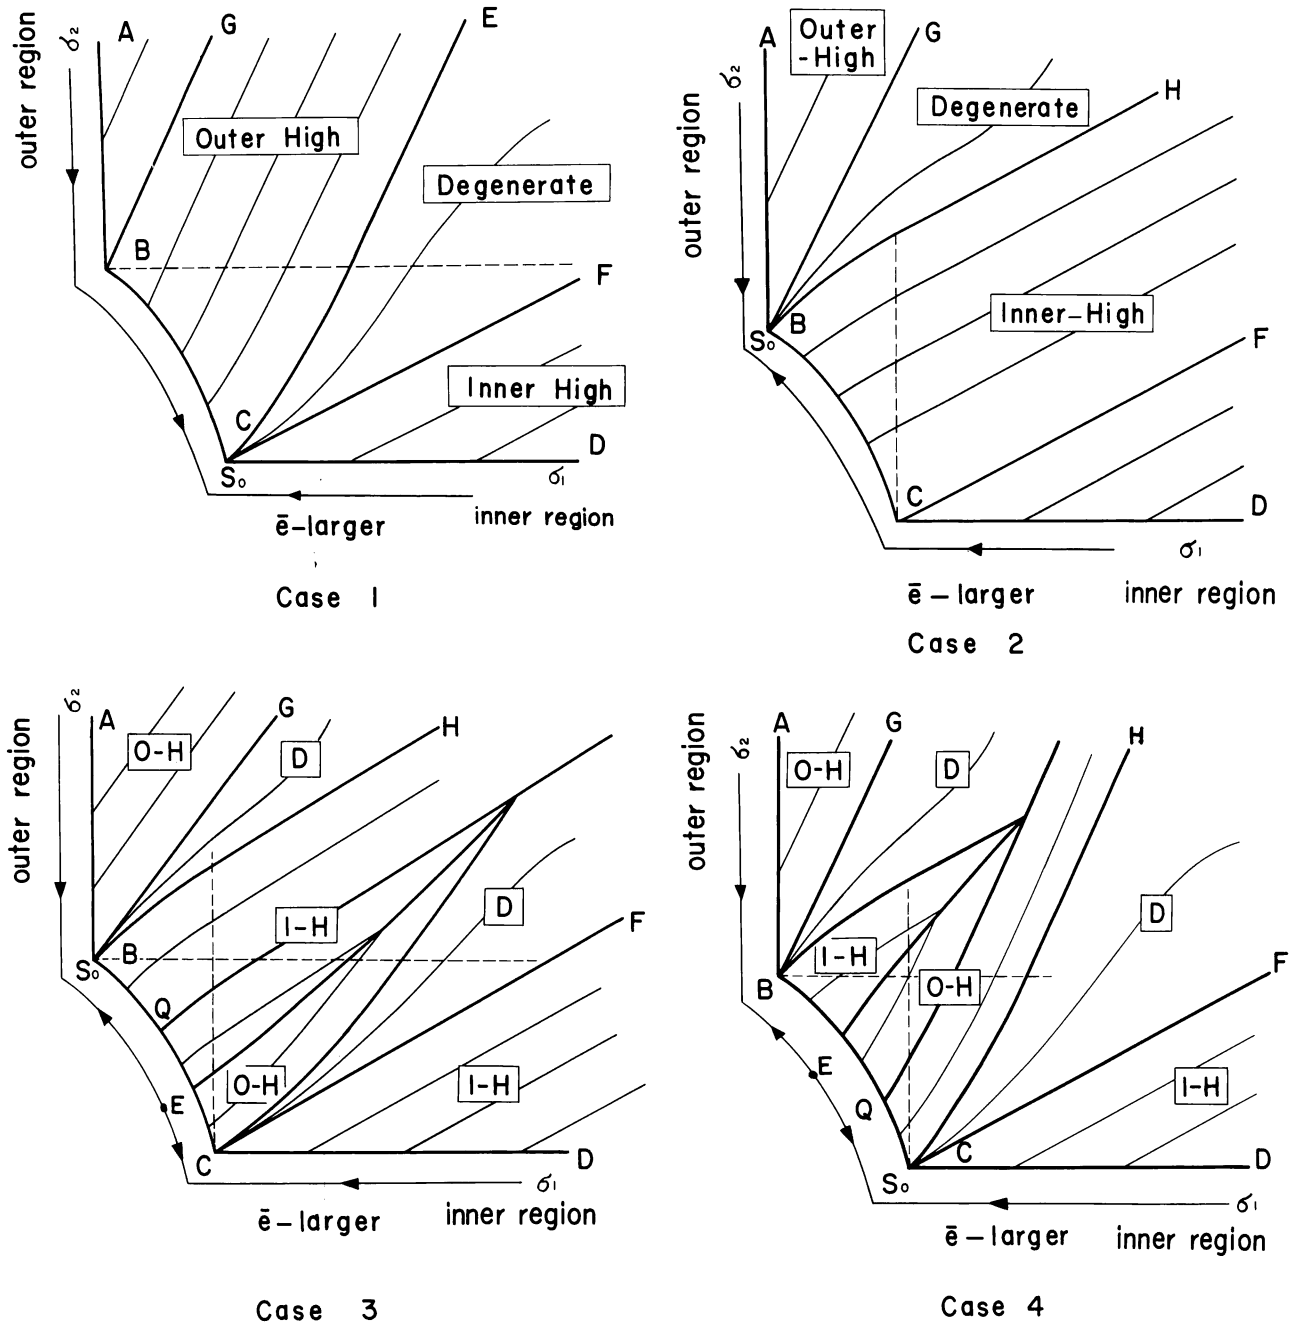 outer region
σ₂
A
G
E
Outer High
Degenerate
B
F
Inner High
C
D
S₀
σ₁
ē-larger
inner region
Case 1
outer region
σ₂
A
Outer
-High
G
Degenerate
H
B
S₀
Inner-High
F
C
D
σ₁
ē-larger
inner region
Case 2
outer region
σ₂
A
G
H
O-H
D
I-H
D
F
B
S₀
Q
O-H
I-H
E
C
D
σ₁
ē-larger
inner region
Case 3
outer region
σ₂
A
G
H
O-H
D
D
I-H
O-H
F
B
E
Q
I-H
C
D
S₀
σ₁
ē-larger
inner region
Case 4